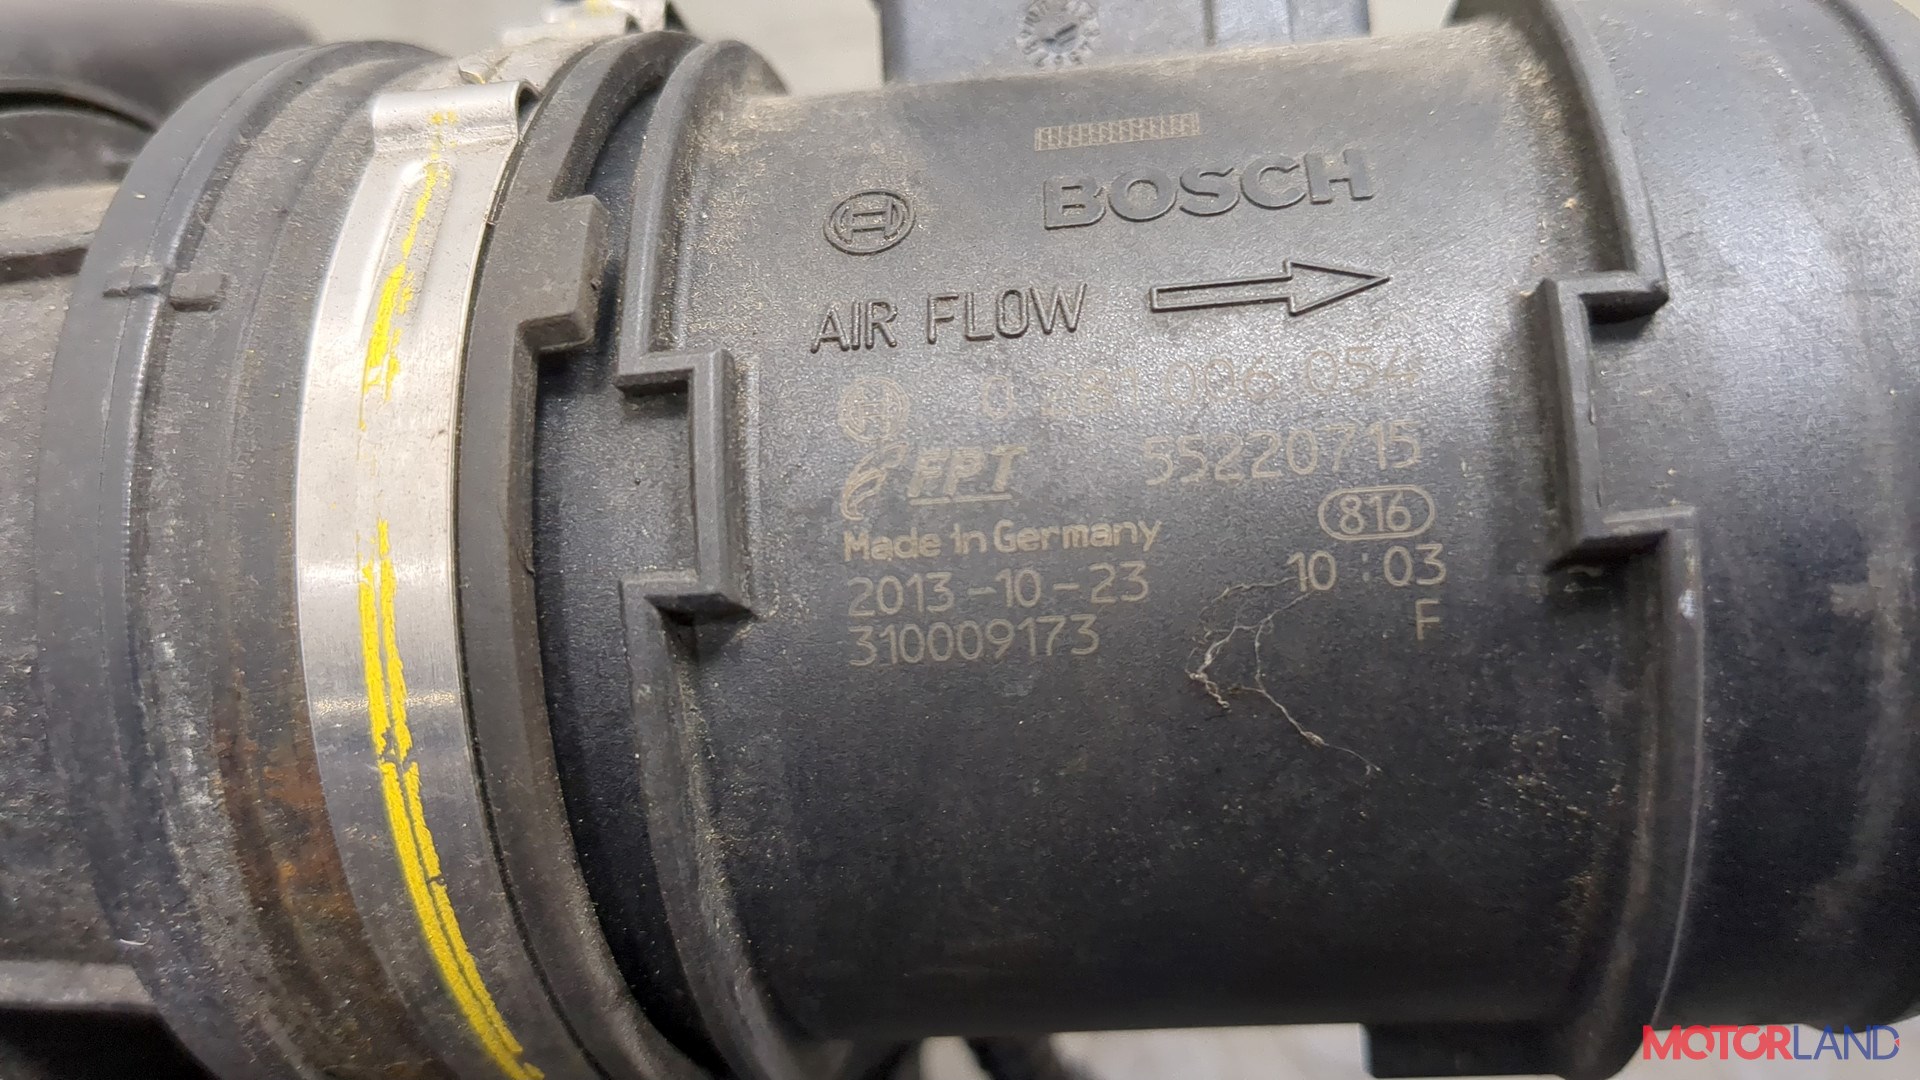 BOSCH
AIR FLOW
0 281 006 054
FPT 55220715
Made in Germany 816
2013-10-23 10:03
310009173 F
MOTORLAND